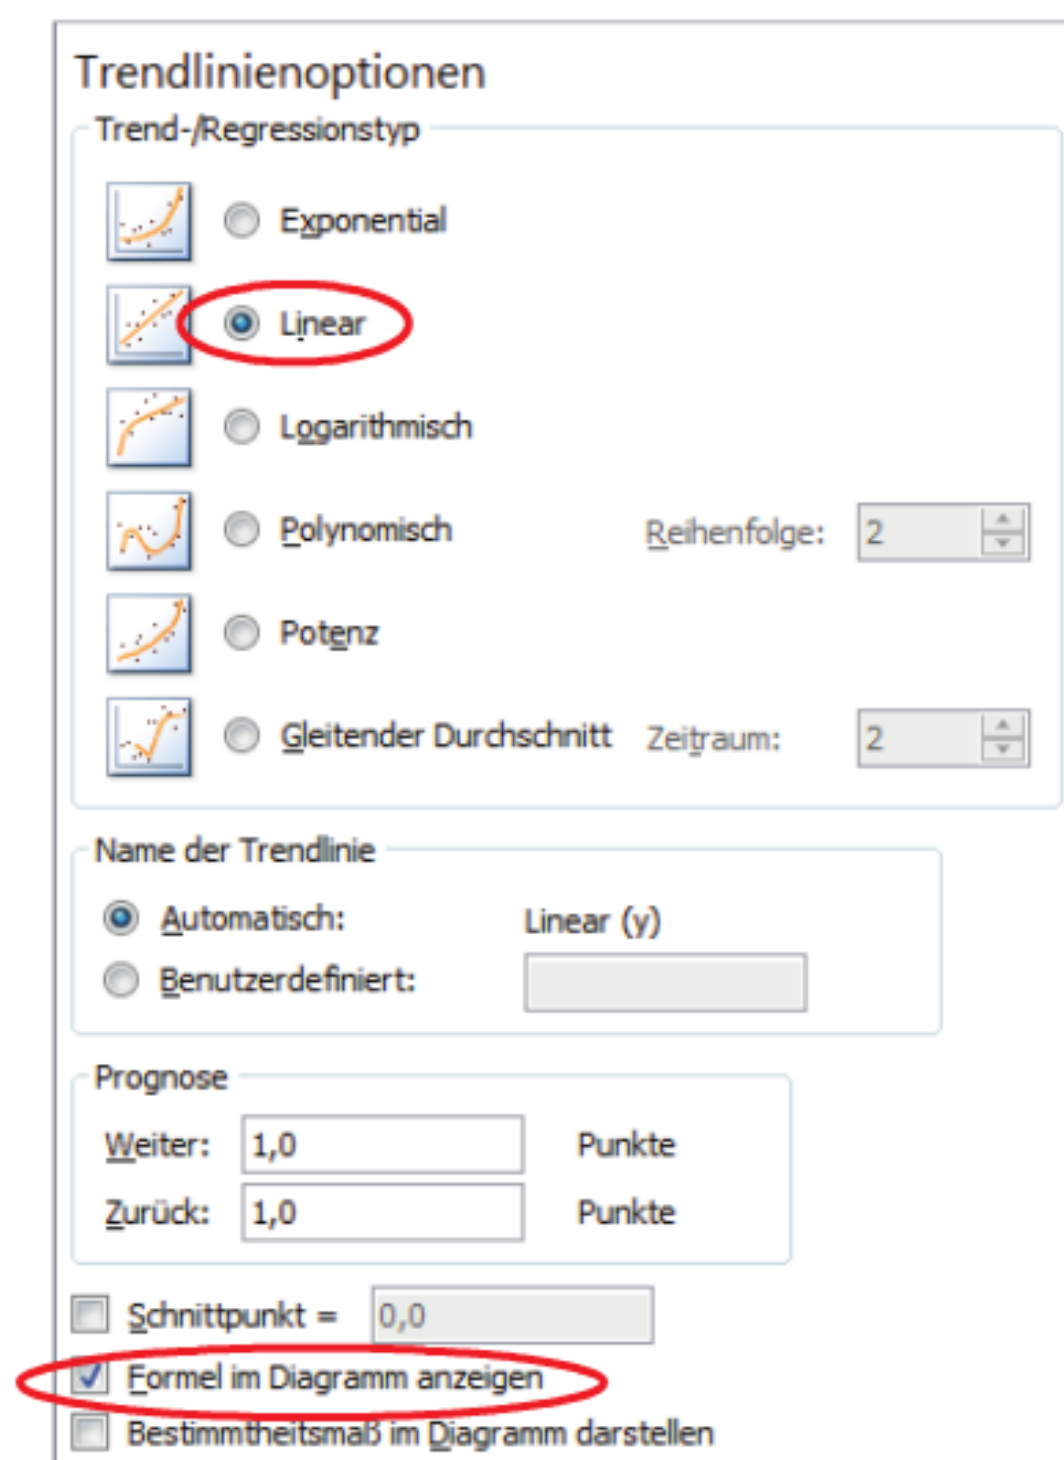 Trendlinienoptionen
Trend-/Regressionstyp
Exponential
Linear
Logarithmisch
Polynomisch Reihenfolge: 2
Potenz
Gleitender Durchschnitt Zeitraum: 2
Name der Trendlinie
Automatisch: Linear (y)
Benutzerdefiniert:
Prognose
Weiter: 1,0 Punkte
Zurück: 1,0 Punkte
Schnittpunkt = 0,0
Formel im Diagramm anzeigen
Bestimmtheitsmaß im Diagramm darstellen